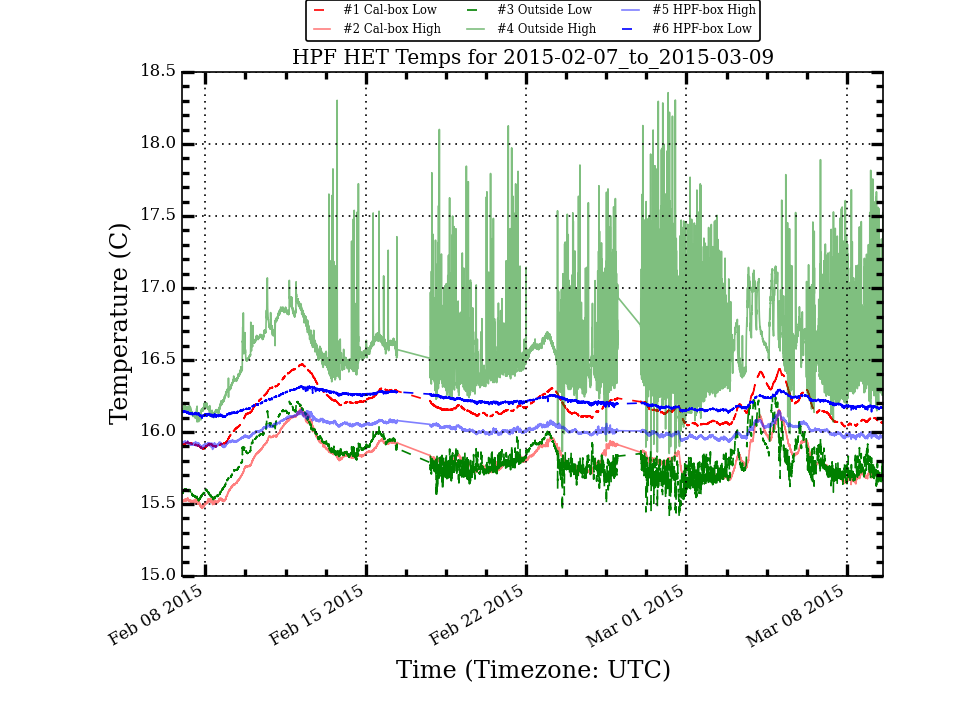 #1 Cal-box Low #3 Outside Low #5 HPF-box High
#2 Cal-box High #4 Outside High #6 HPF-box Low
HPF HET Temps for 2015-02-07_to_2015-03-09
18.5
18.0
17.5
17.0
16.5
16.0
15.5
15.0
Temperature (C)
Feb 08 2015 Feb 15 2015 Feb 22 2015 Mar 01 2015 Mar 08 2015
Time (Timezone: UTC)